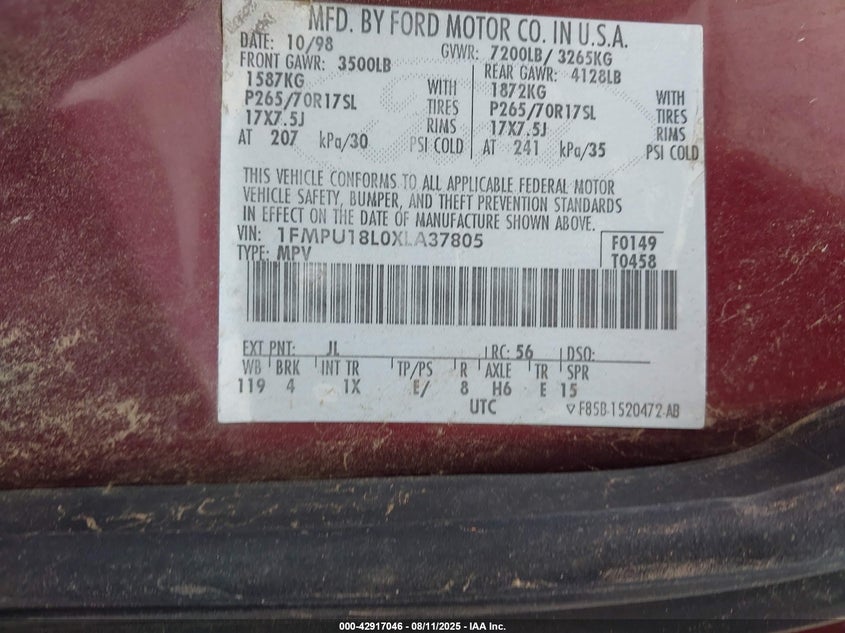 MFD. BY FORD MOTOR CO. IN U.S.A.
DATE: 10/98 GVWR: 7200LB/ 3265KG
FRONT GAWR: 3500LB REAR GAWR: 4128LB
1587KG WITH 1872KG WITH
P265/70R17SL TIRES P265/70R17SL TIRES
17X7.5J RIMS 17X7.5J RIMS
AT 207 kPa/30 PSI COLD AT 241 kPa/35 PSI COLD
THIS VEHICLE CONFORMS TO ALL APPLICABLE FEDERAL MOTOR
VEHICLE SAFETY, BUMPER, AND THEFT PREVENTION STANDARDS
IN EFFECT ON THE DATE OF MANUFACTURE SHOWN ABOVE.
VIN: 1FMPU18L0XLA37805 F0149
TYPE: MPV T0458
EXT PNT: JL RC: 56 DSO:
WB BRK INT TR TP/PS R AXLE TR SPR
119 4 1X E/ 8 H6 E 15
UTC F85B-1520472-AB
000-42917046 - 08/11/2025 - IAA Inc.